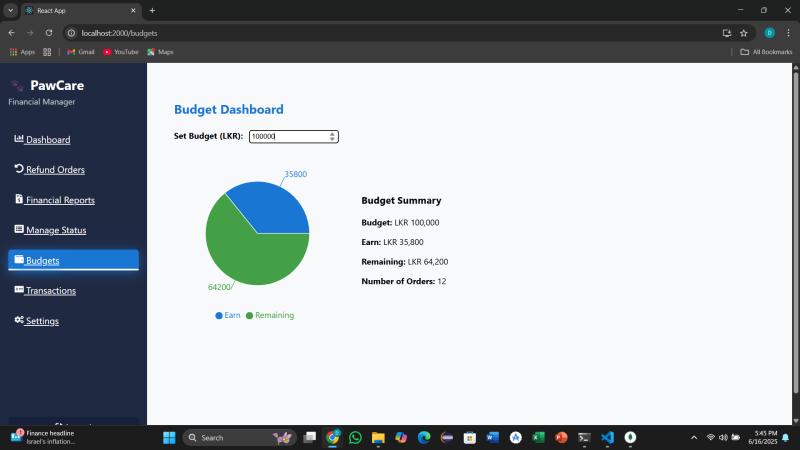 React App
localhost:2000/budgets
D
Apps
Gmail
YouTube
Maps
All Bookmarks
PawCare
Financial Manager
Dashboard
Refund Orders
Financial Reports
Manage Status
Budgets
Transactions
Settings
Budget Dashboard
Set Budget (LKR): 100000
35800
64200
Earn
Remaining
Budget Summary
Budget: LKR 100,000
Earn: LKR 35,800
Remaining: LKR 64,200
Number of Orders: 12
1
Finance headline
Israel's inflation...
Search
5:45 PM
6/16/2025